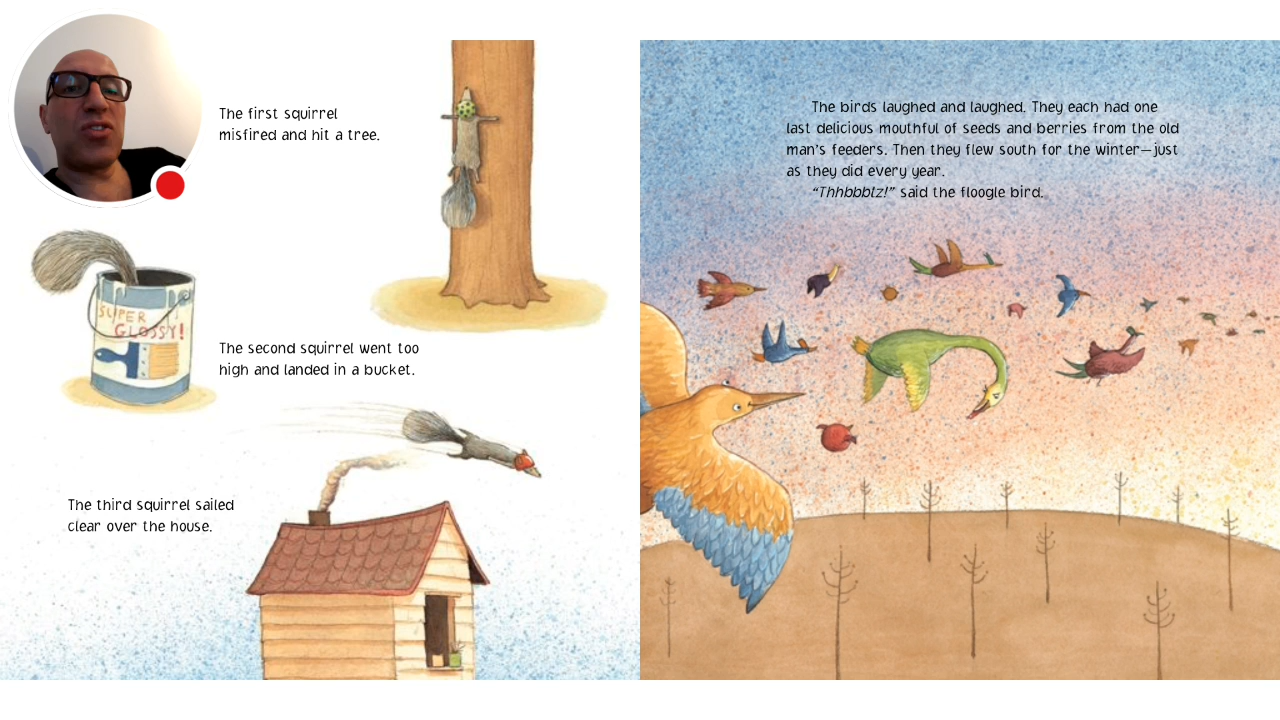 The first squirrel
misfired and hit a tree.
SUPER
GLOSSY!
The second squirrel went too
high and landed in a bucket.
The third squirrel sailed
clear over the house.
The birds laughed and laughed. They each had one
last delicious mouthful of seeds and berries from the old
man's feeders. Then they flew south for the winter—just
as they did every year.
“Thhbbbtz!” said the floogle bird.